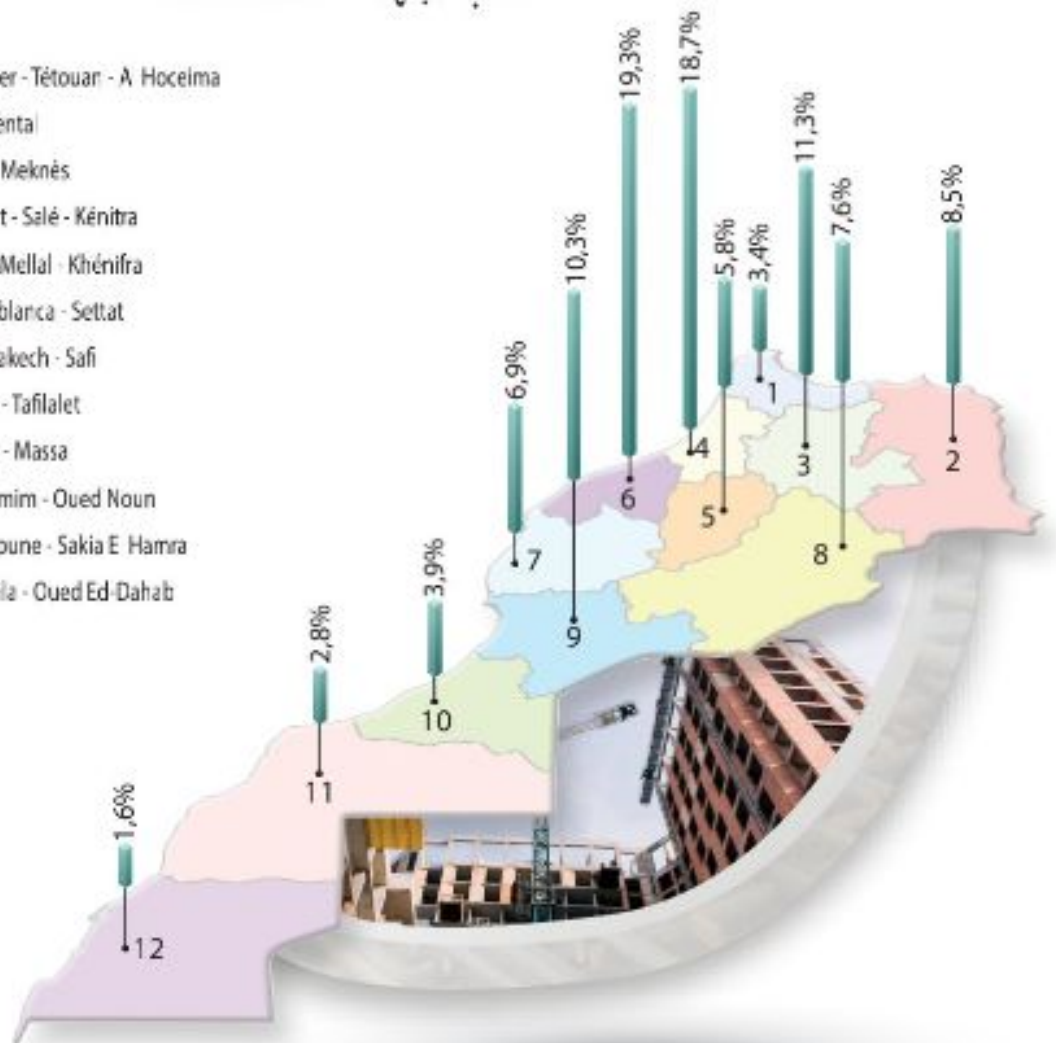 er - Tétouan - A Hoceima
ental
Meknès
t - Salé - Kénitra
Mellal - Khénifra
blanca - Settat
akech - Safi
- Tafilalet
- Massa
mim - Oued Noun
oune - Sakia E Hamra
la - Oued Ed-Dahab
18,7%
19,3%
11,3%
8,5%
7,6%
10,3%
5,8%
3,4%
6,9%
1
4
3
2
6
5
8
7
3,9%
9
2,8%
10
11
1,6%
12